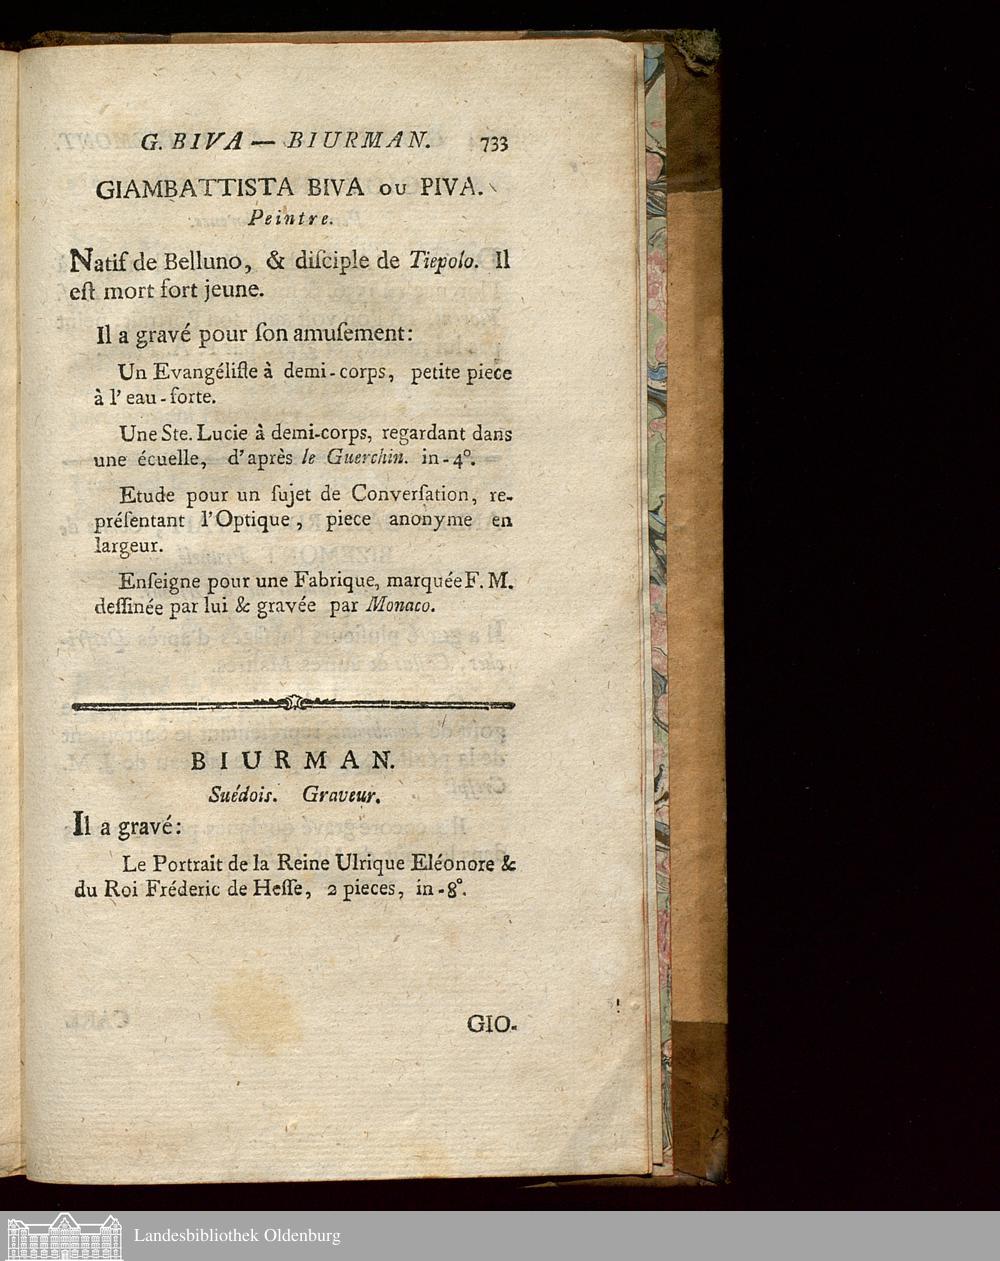 G. BIVA — BIURMAN. 733
GIAMBATTISTA BIVA ou PIVA.
Peintre.
Natif de Belluno, & diſciple de Tiepolo. Il
eſt mort fort jeune.
Il a gravé pour ſon amuſement:
Un Evangéliſte à demi-corps, petite piece
à l' eau-forte.
Une Ste. Lucie à demi-corps, regardant dans
une écuelle, d'après le Guerchin. in-4°.
Etude pour un ſujet de Converſation, re-
préſentant l'Optique, piece anonyme en
largeur.
Enſeigne pour une Fabrique, marquée F. M.
deſſinée par lui & gravée par Monaco.
BIURMAN.
Suédois. Graveur.
Il a gravé:
Le Portrait de la Reine Ulrique Eléonore &
du Roi Fréderic de Heſſe, 2 pieces, in-8°.
GIO-
Landesbibliothek Oldenburg